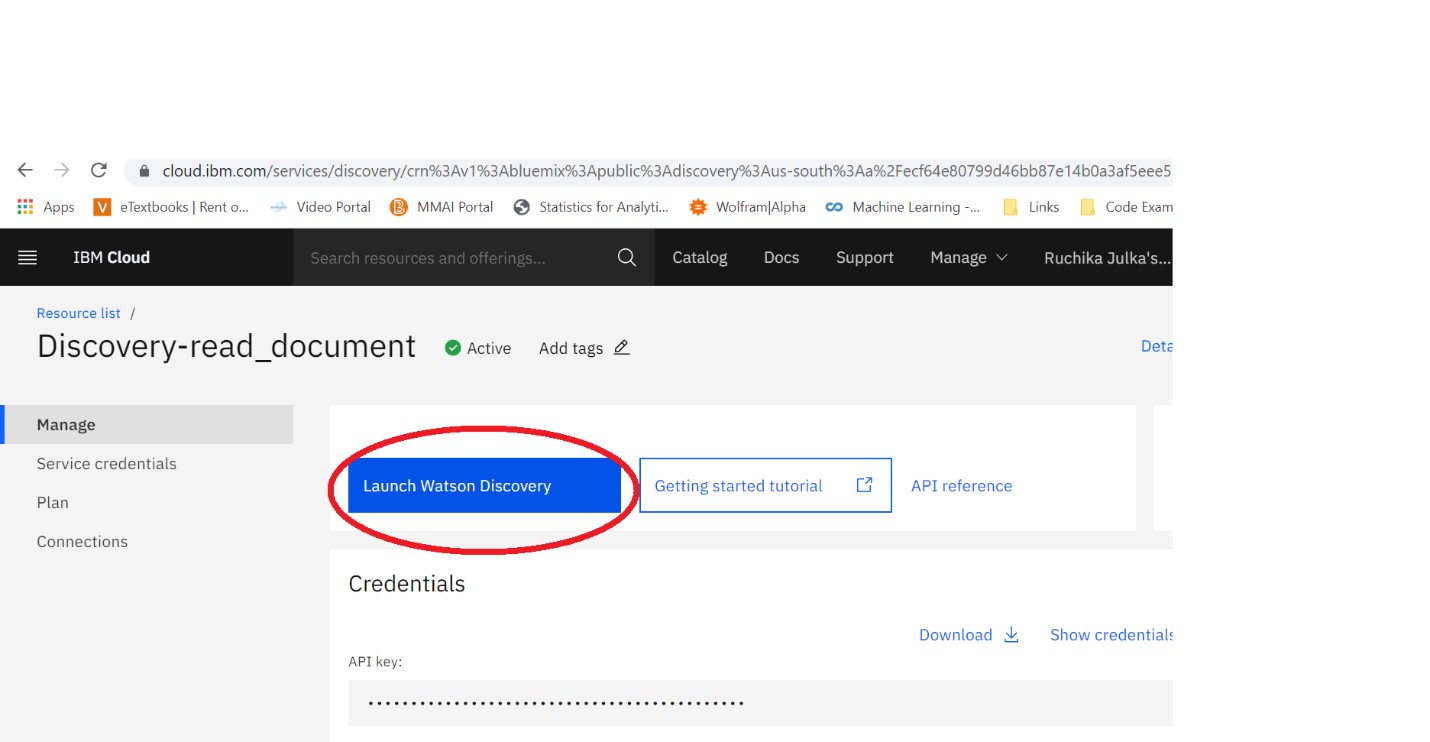 cloud.ibm.com/services/discovery/crn%3Av1%3Abluemix%3Apublic%3Adiscovery%3Aus-south%3Aa%2Fecf64e80799d46bb87e14b0a3af5eee5
Apps eTextbooks | Rent o... Video Portal MMAI Portal Statistics for Analyti... Wolfram|Alpha Machine Learning -... Links Code Exam
IBM Cloud Search resources and offerings... Catalog Docs Support Manage Ruchika Julka's...
Resource list /
Discovery-read_document Active Add tags Deta
Manage
Service credentials
Plan
Connections
Launch Watson Discovery Getting started tutorial API reference
Credentials
Download Show credentials
API key: